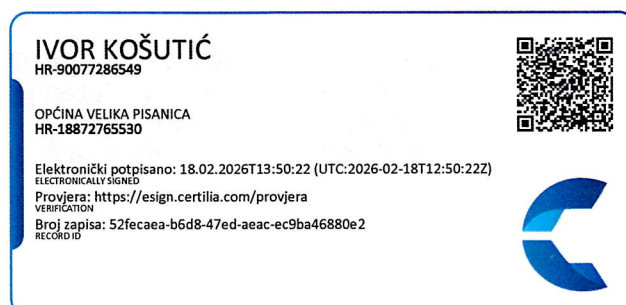 IVOR KOŠUTIĆ
HR-90077286549
OPĆINA VELIKA PISANICA
HR-18872765530
Elektronički potpisano: 18.02.2026T13:50:22 (UTC:2026-02-18T12:50:22Z)
ELECTRONICALLY SIGNED
Provjera: https://esign.certilia.com/provjera
VERIFICATION
Broj zapisa: 52fecaea-b6d8-47ed-aeac-ec9ba46880e2
RECORD ID